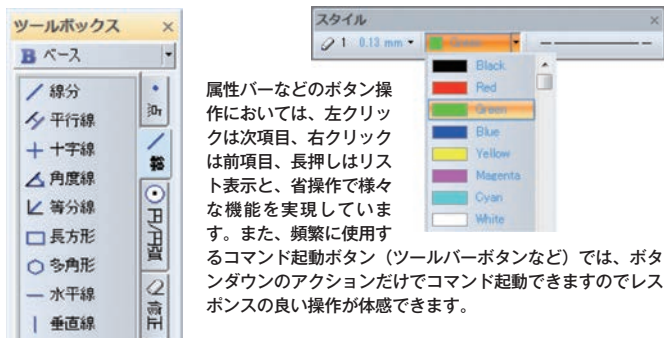 ツールボックス
B ベース
線分
平行線
十字線
角度線
等分線
長方形
多角形
水平線
垂直線
線
円/円弧
スタイル
1 0.13 mm
Green
Black
Red
Green
Blue
Yellow
Magenta
Cyan
White
属性バーなどのボタン操
作においては、左クリッ
クは次項目、右クリック
は前項目、長押しはリス
ト表示と、省操作で様々
な機能を実現していま
す。また、頻繁に使用す
るコマンド起動ボタン（ツールバーボタンなど）では、ボタ
ンダウンのアクションだけでコマンド起動できますのでレス
ポンスの良い操作が体感できます。